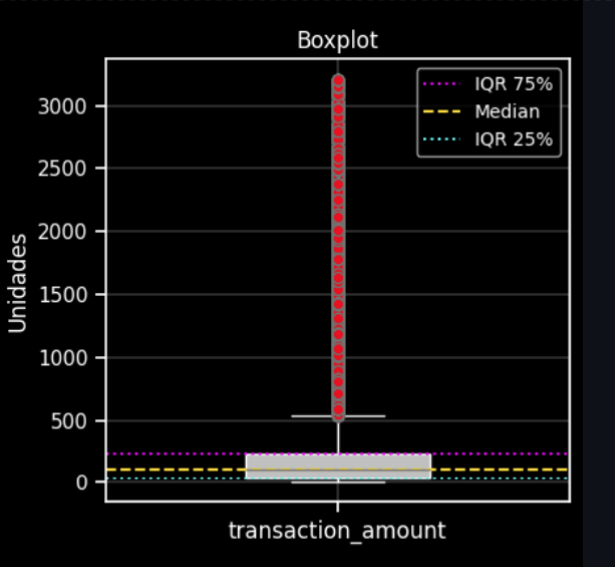 Boxplot
IQR 75%
Median
IQR 25%
Unidades
3000
2500
2000
1500
1000
500
0
transaction_amount